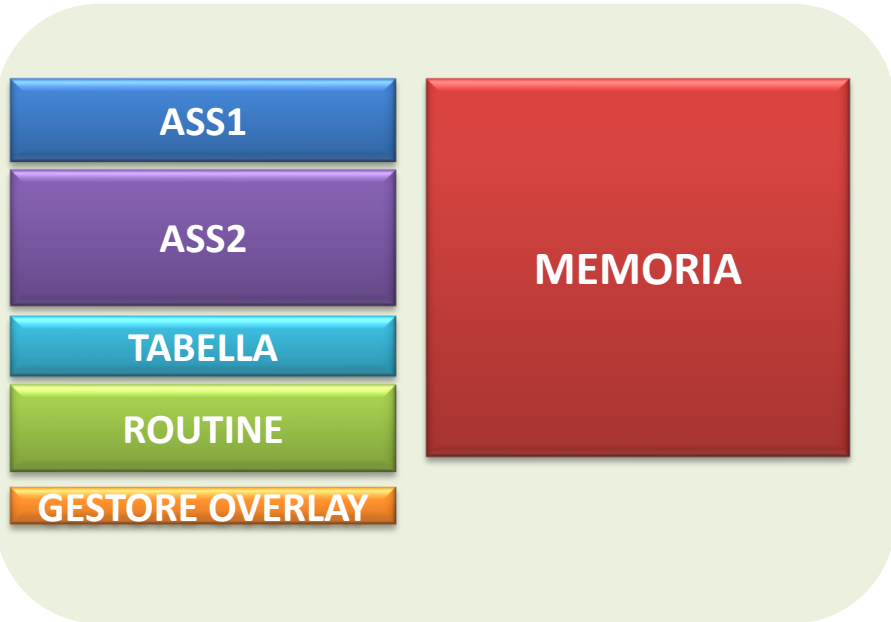 ASS1
ASS2
TABELLA
ROUTINE
GESTORE OVERLAY
MEMORIA